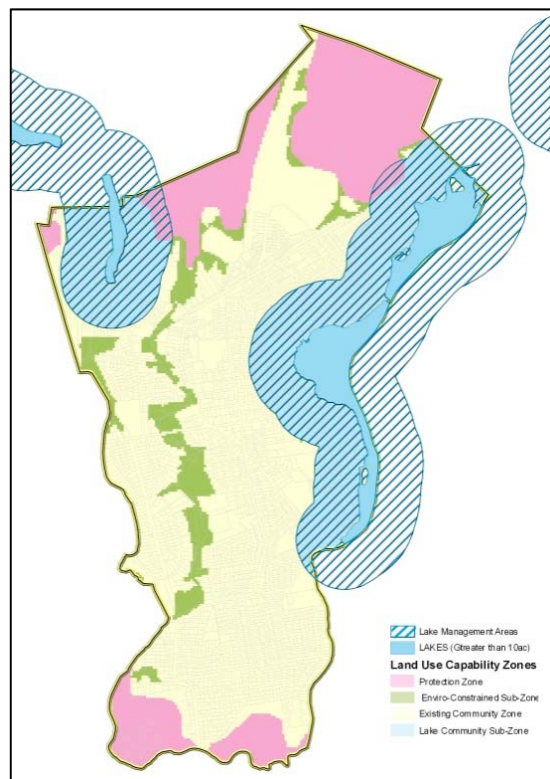 Lake Management Areas
LAKES (Gtreater than 10ac)
Land Use Capability Zones
Protection Zone
Enviro-Constrained Sub-Zone
Existing Community Zone
Lake Community Sub-Zone